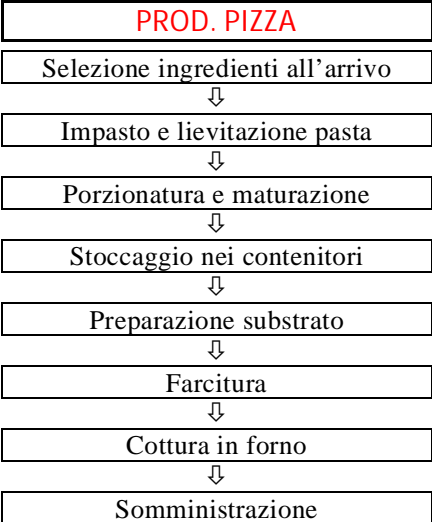 PROD. PIZZA
Selezione ingredienti all’arrivo
⇩
Impasto e lievitazione pasta
⇩
Porzionatura e maturazione
⇩
Stoccaggio nei contenitori
⇩
Preparazione substrato
⇩
Farcitura
⇩
Cottura in forno
⇩
Somministrazione